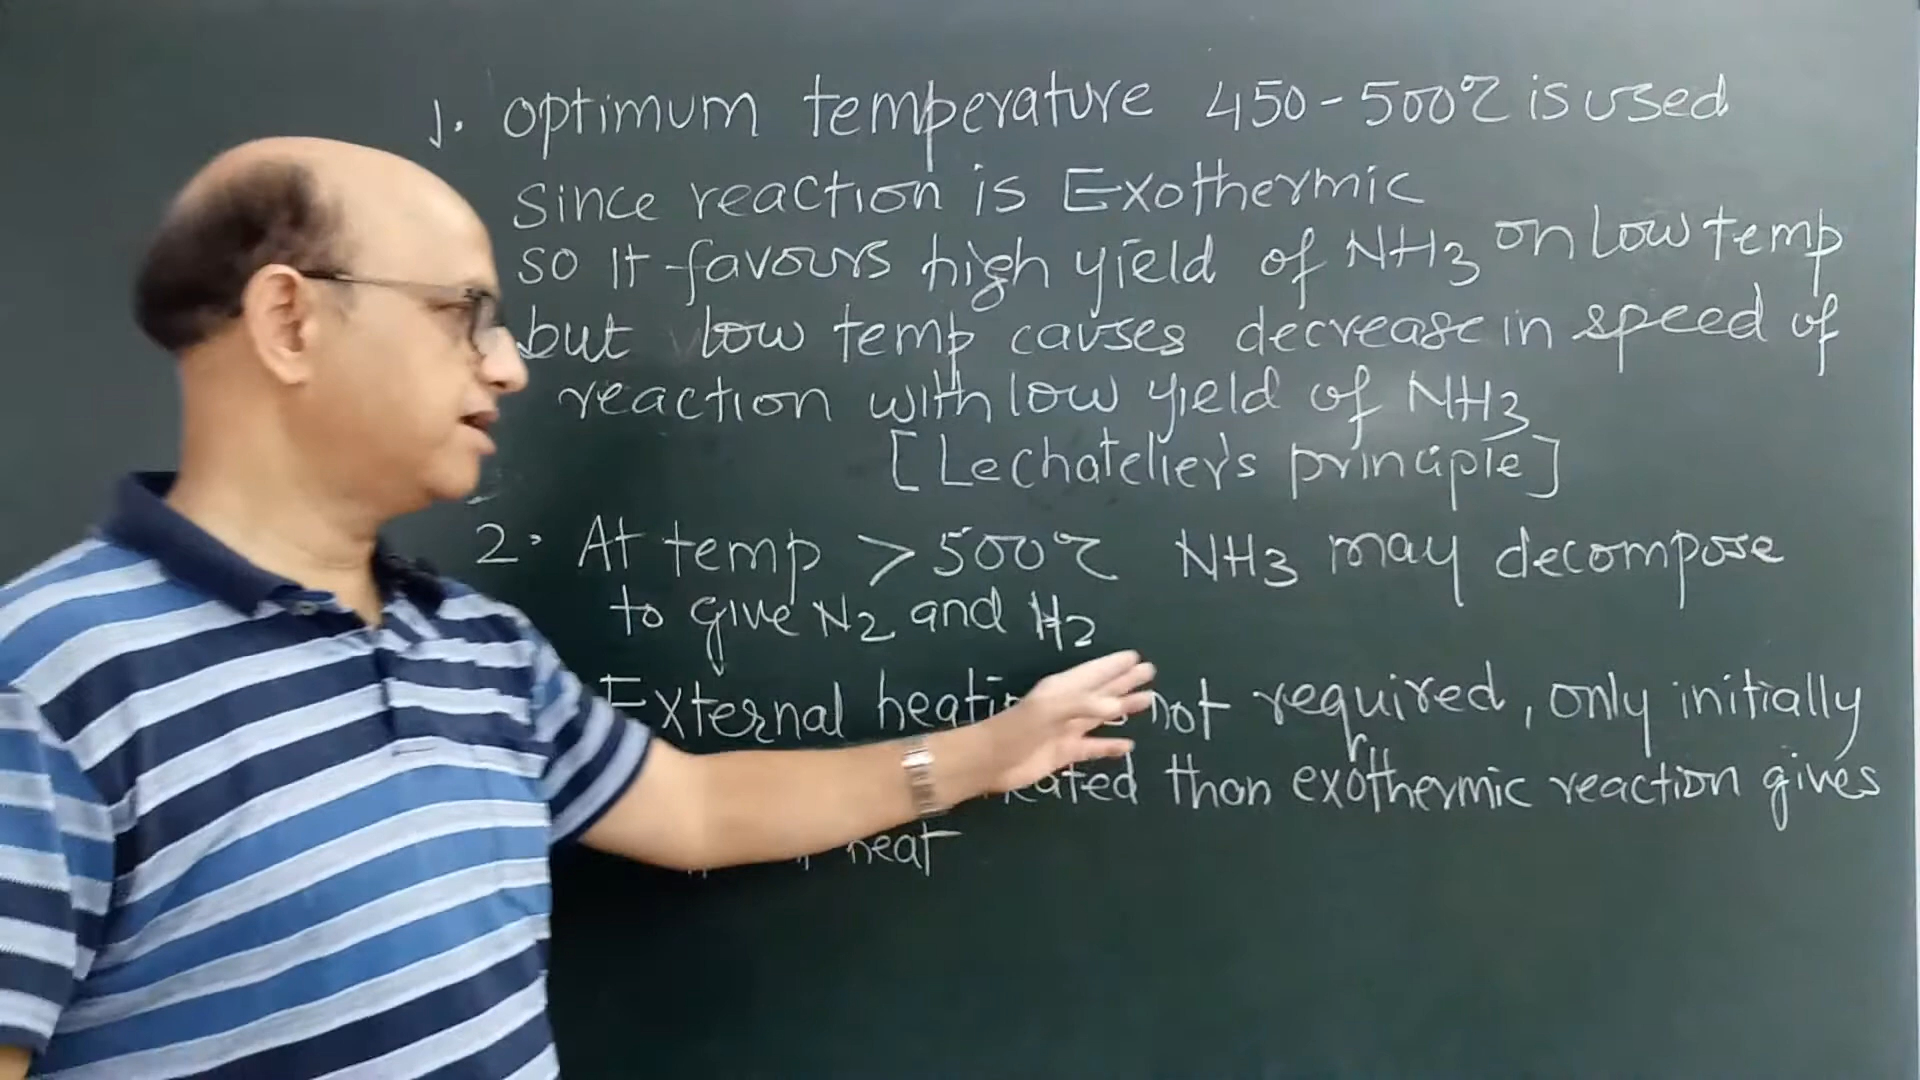 1. optimum temperature 450-500℃ is used
since reaction is Exothermic
so it favours high yield of NH3 on low temp
but low temp causes decrease in speed of
reaction with low yield of NH3
[Lechatelier's principle]
2. At temp > 500℃ NH3 may decompose
to give N2 and H2
External not required, only initially
than exothermic reaction gives
heat